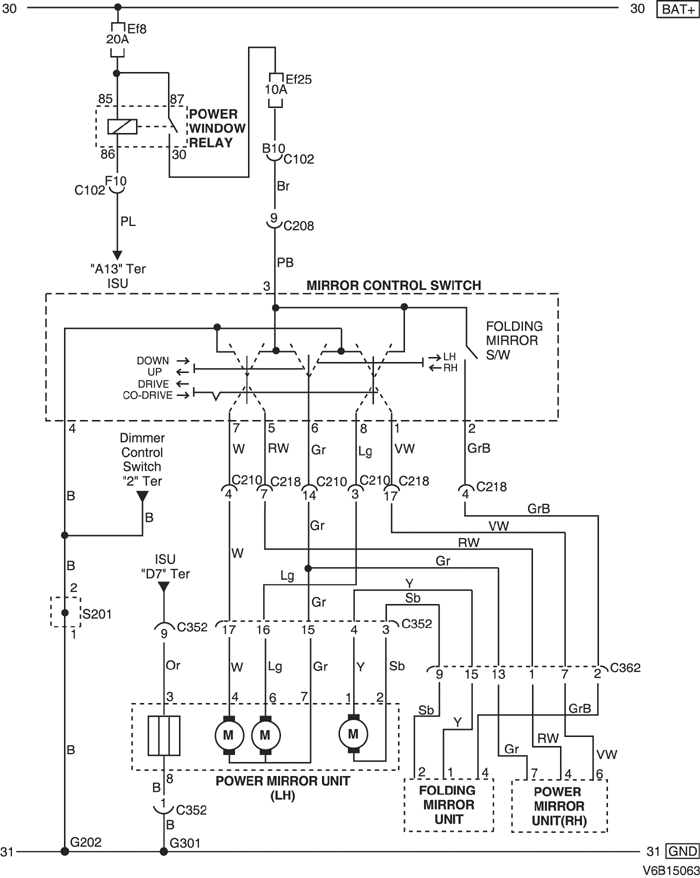 30 30 BAT+
Ef8
20A
Ef25
10A
85 87
POWER
WINDOW
RELAY
86 30
B10
C102
F10
C102
Br
9
C208
PL
PB
"A13" Ter
ISU
3
MIRROR CONTROL SWITCH
FOLDING
MIRROR
S/W
DOWN
UP
DRIVE
CO-DRIVE
LH
RH
4 7 5 6 8 1 2
Dimmer
Control
Switch
"2" Ter
W RW Gr Lg VW GrB
C210 C218 C210 C210 C218 C218
4 7 14 3 17 4
B
B
GrB
VW
RW
Gr
Gr
W
B
ISU
"D7" Ter
Lg
Gr
Y
Sb
2
S201
1
9
C352
17 16 15 4 3
C352
9 15 13 1 7 2
C362
Or
W Lg Gr Y Sb
3 4 6 7 1 2
Sb
Y
GrB
Gr
RW
VW
M M M
B
8
POWER MIRROR UNIT
(LH)
B
1
C352
B
2 1 4
FOLDING
MIRROR
UNIT
7 4 6
POWER
MIRROR
UNIT(RH)
31 G202 G301 31 GND
V6B15063